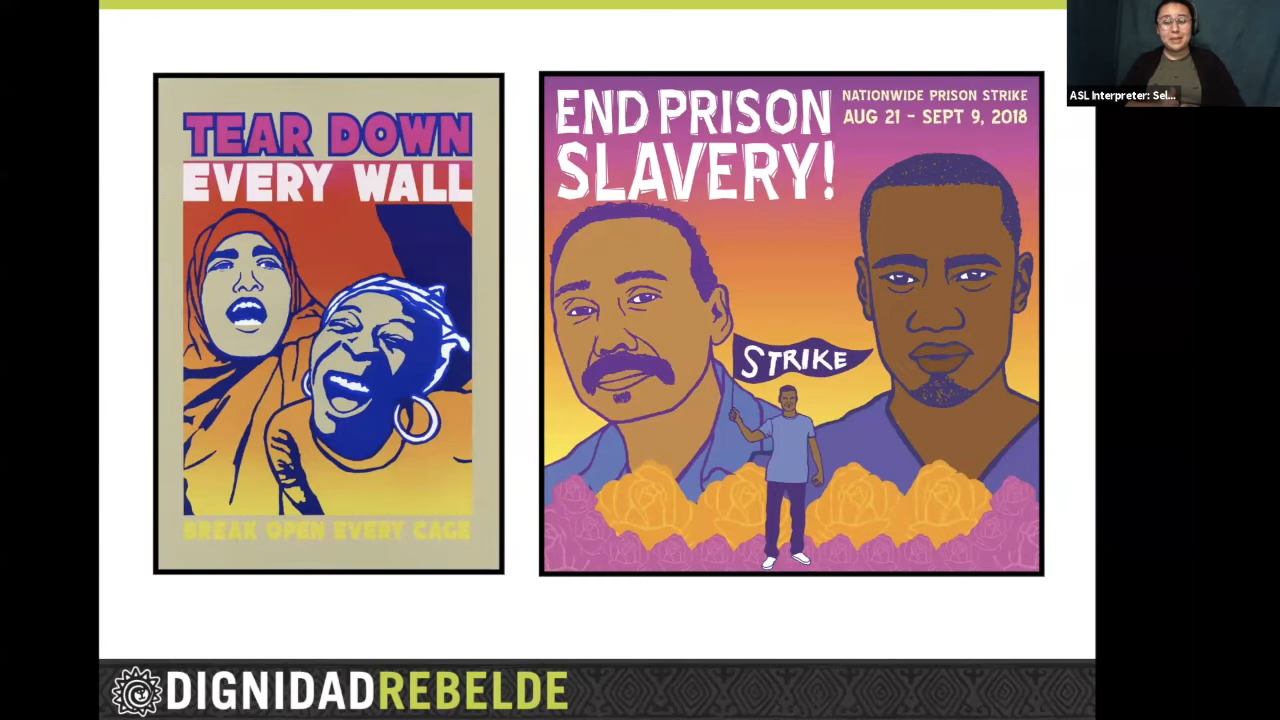 TEAR DOWN
EVERY WALL
BREAK OPEN EVERY CAGE
END PRISON
SLAVERY!
NATIONWIDE PRISON STRIKE
AUG 21 - SEPT 9, 2018
STRIKE
ASL Interpreter: Sel...
DIGNIDADREBELDE